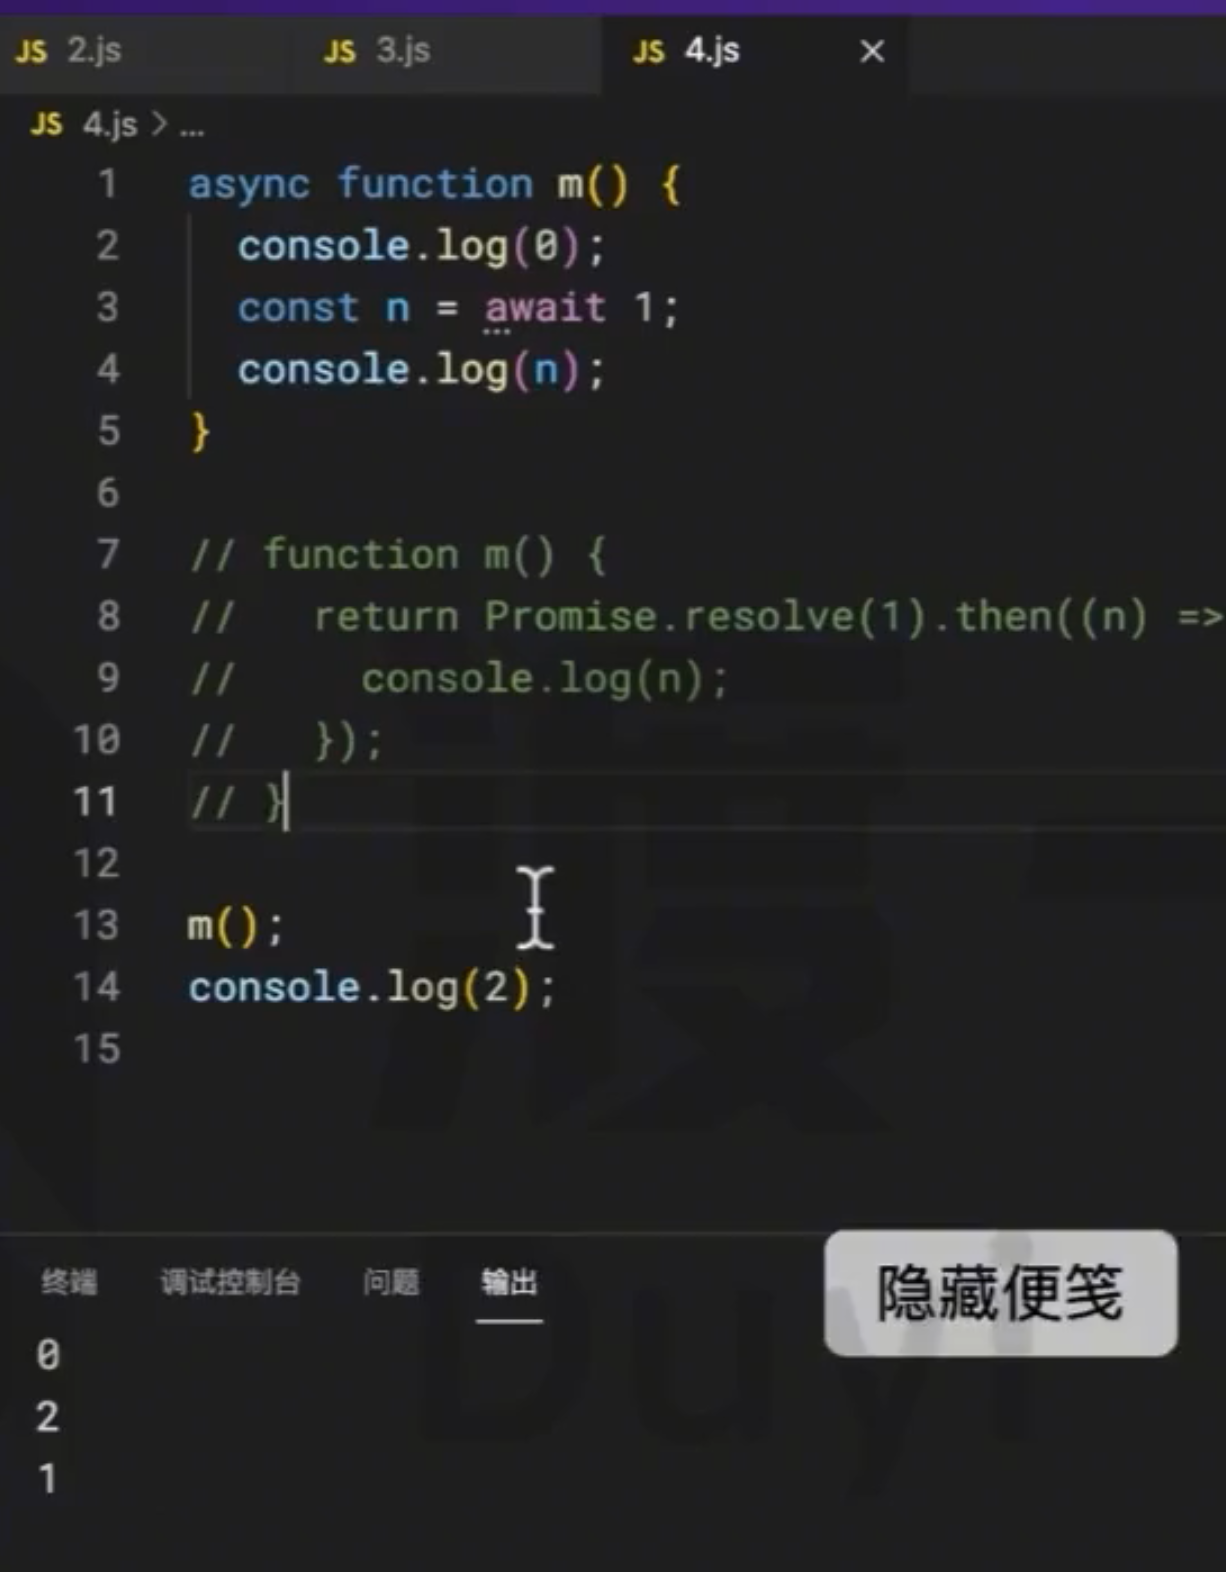 JS 2.js JS 3.js JS 4.js ×
JS 4.js > ...
1 async function m() {
2 console.log(0);
3 const n = await 1;
4 console.log(n);
5 }
6
7 // function m() {
8 // return Promise.resolve(1).then((n) =>
9 // console.log(n);
10 // });
11 // }
12
13 m();
14 console.log(2);
15
终端 调试控制台 问题 输出
隐藏便笺
0
2
1
Duyi